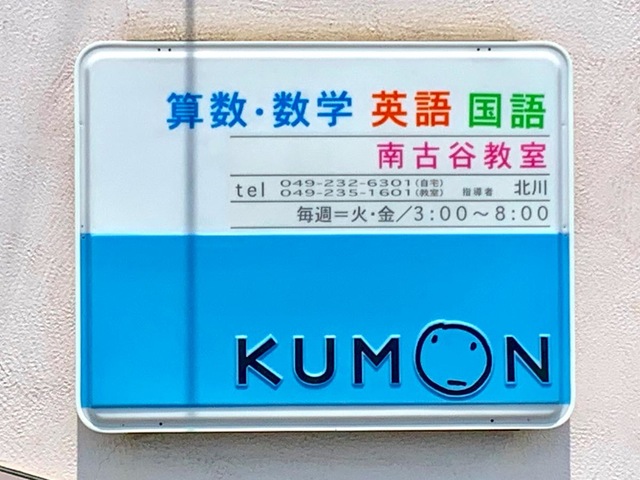 算数・数学 英語 国語
南古谷教室
tel 049-232-6301(自宅)
049-235-1601(教室) 指導者 北川
毎週=火・金/3:00〜8:00
KUMON